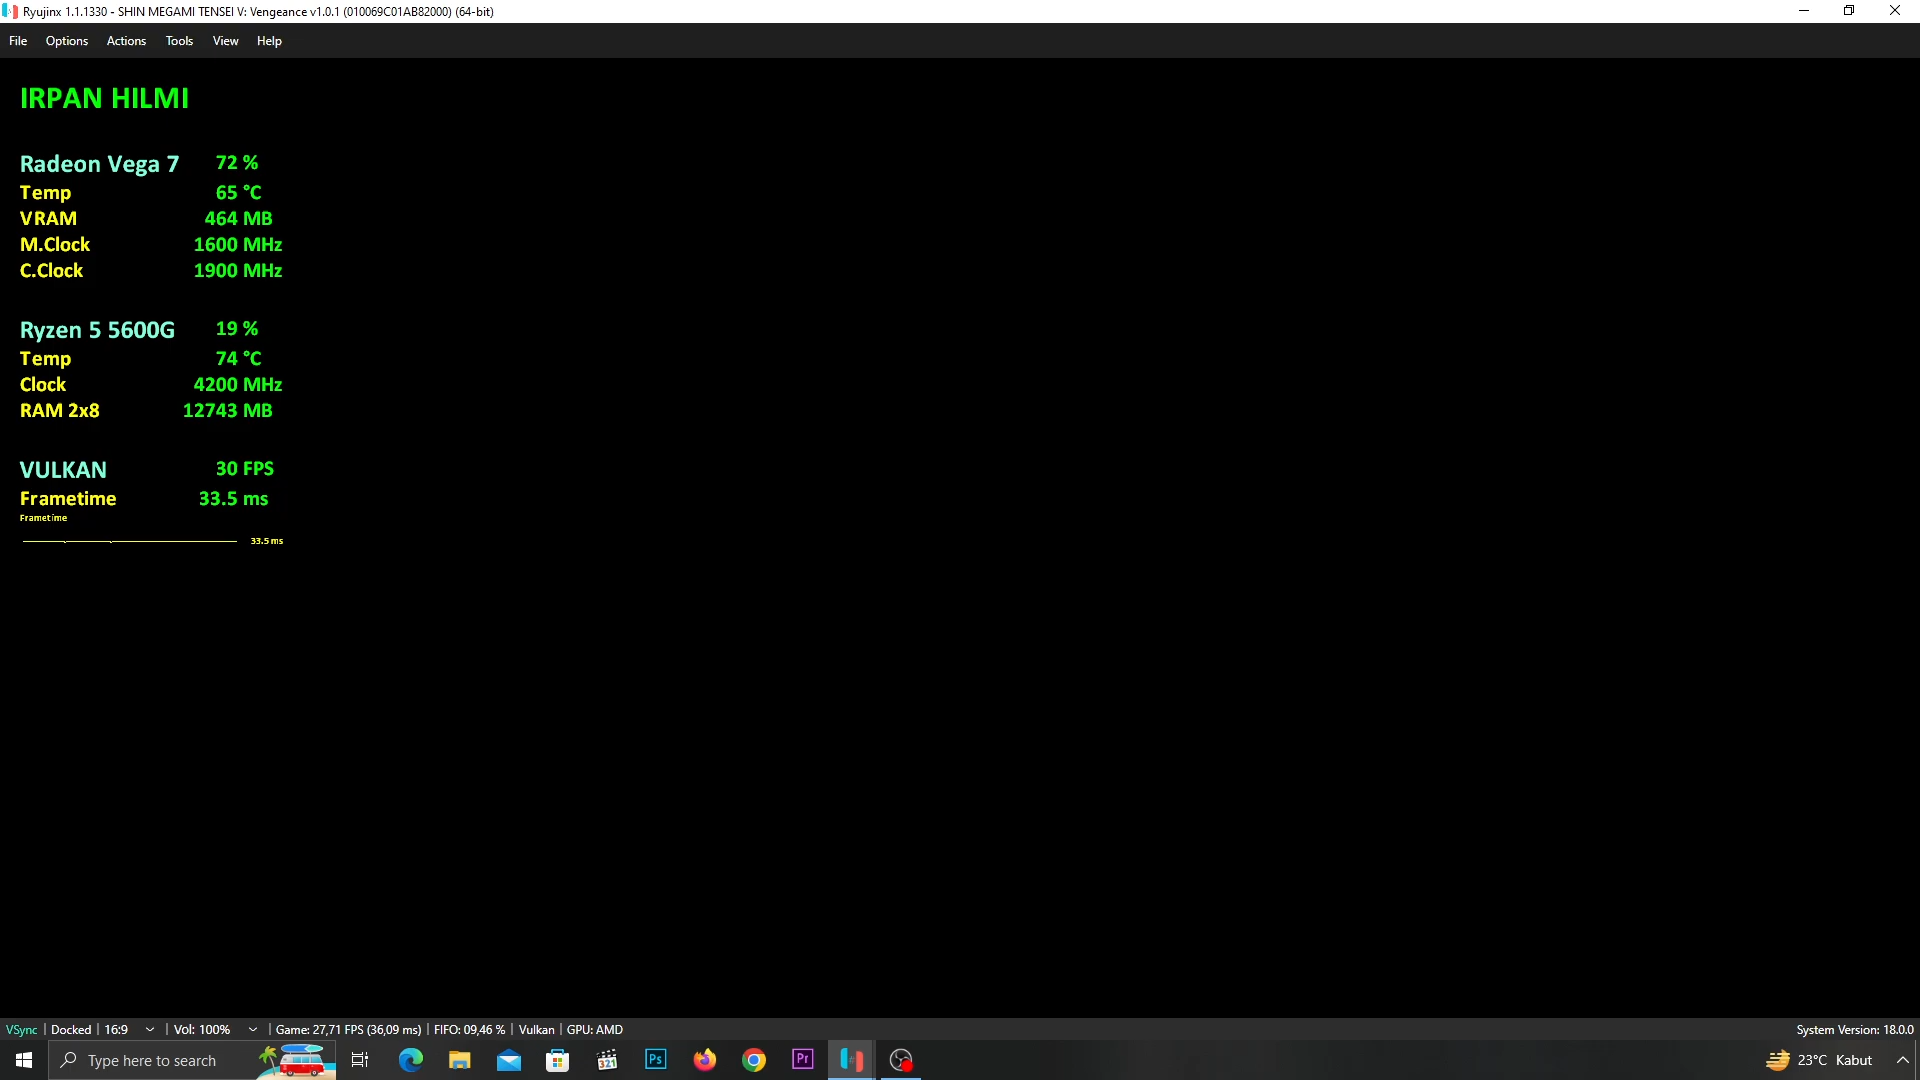 Ryujinx 1.1.1330 - SHIN MEGAMI TENSEI V: Vengeance v1.0.1 (010069C01AB82000) (64-bit)
File Options Actions Tools View Help
IRPAN HILMI
Radeon Vega 7 72 %
Temp 65 °C
VRAM 464 MB
M.Clock 1600 MHz
C.Clock 1900 MHz
Ryzen 5 5600G 19 %
Temp 74 °C
Clock 4200 MHz
RAM 2x8 12743 MB
VULKAN 30 FPS
Frametime 33.5 ms
Frametime
33.5 ms
VSync | Docked | 16:9 | Vol: 100% | Game: 27,71 FPS (36,09 ms) | FIFO: 09,46 % | Vulkan | GPU: AMD System Version: 18.0.0
Type here to search 321 Ps Pr 23°C Kabut